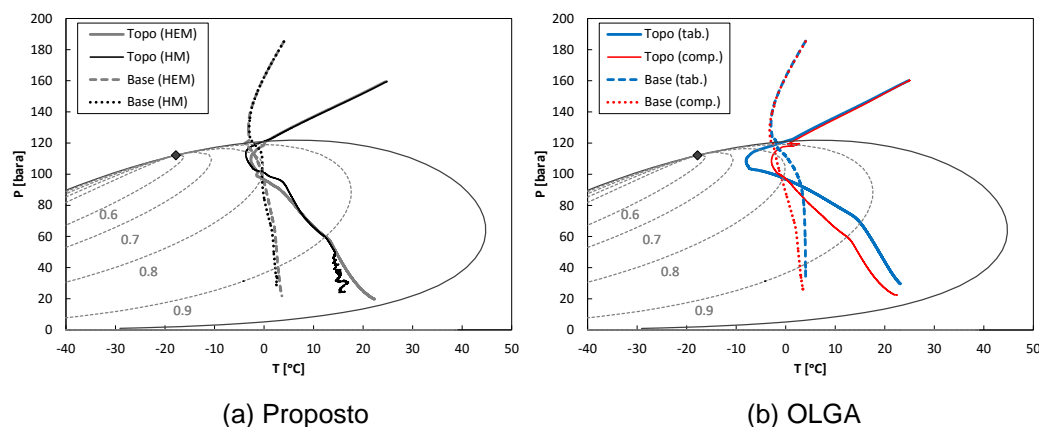 200
180
160
140
120
100
80
60
40
20
0
P [bara]
Topo (HEM)
Topo (HM)
Base (HEM)
Base (HM)
0.6
0.7
0.8
0.9
-40 -30 -20 -10 0 10 20 30 40 50
T [°C]
(a) Proposto
200
180
160
140
120
100
80
60
40
20
0
P [bara]
Topo (tab.)
Topo (comp.)
Base (tab.)
Base (comp.)
0.6
0.7
0.8
0.9
-40 -30 -20 -10 0 10 20 30 40 50
T [°C]
(b) OLGA